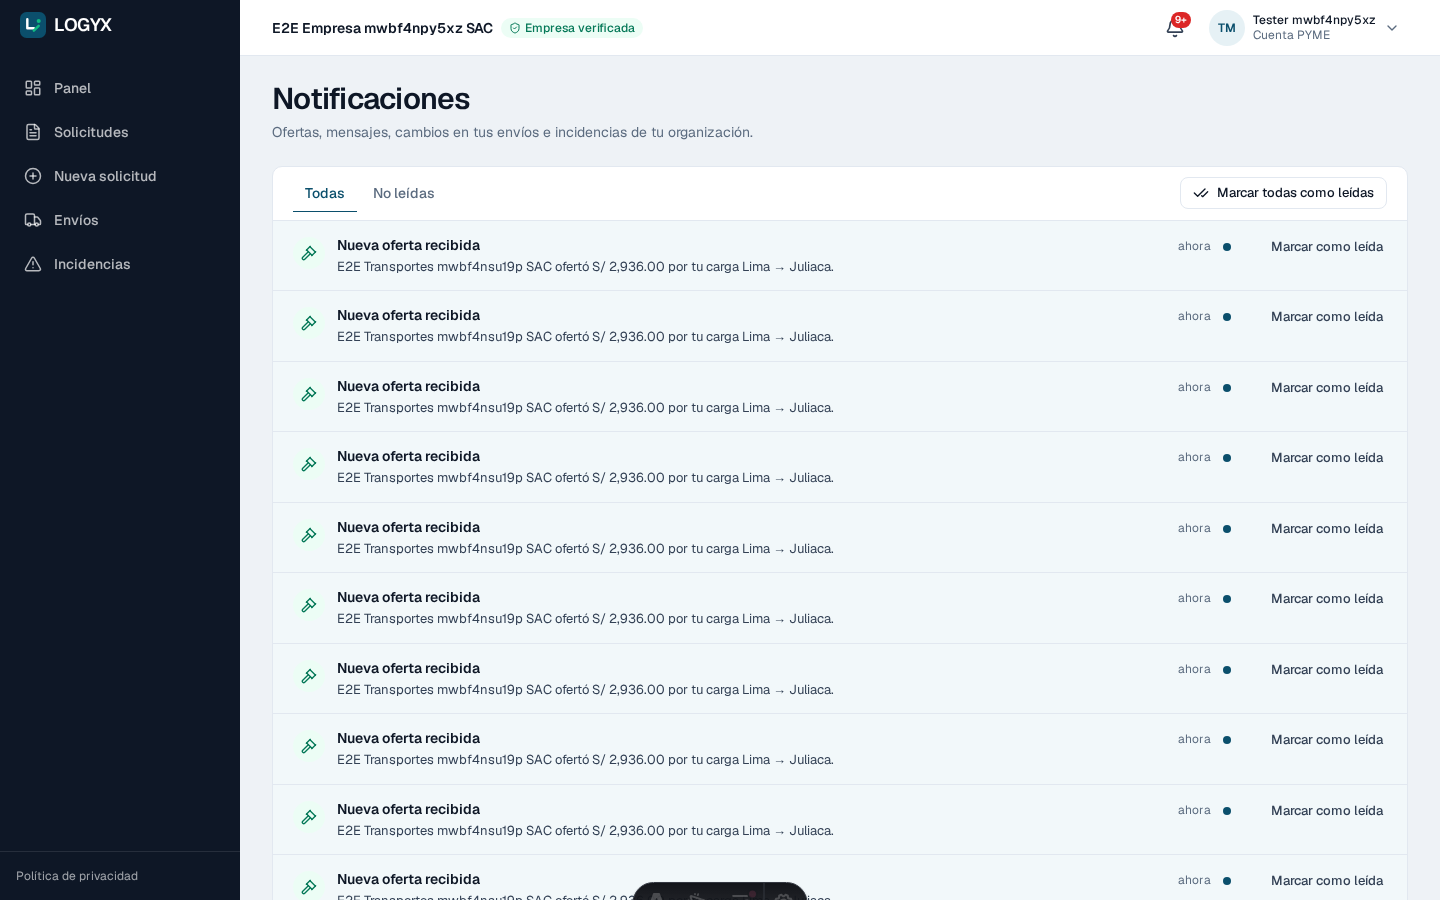 LOGYX
E2E Empresa mwbf4npy5xz SAC
Empresa verificada
9+
TM
Tester mwbf4npy5xz
Cuenta PYME
Panel
Solicitudes
Nueva solicitud
Envíos
Incidencias
Política de privacidad
Notificaciones
Ofertas, mensajes, cambios en tus envíos e incidencias de tu organización.
Todas
No leídas
Marcar todas como leídas
Nueva oferta recibida
ahora
Marcar como leída
E2E Transportes mwbf4nsu19p SAC ofertó S/ 2,936.00 por tu carga Lima → Juliaca.
Nueva oferta recibida
ahora
Marcar como leída
E2E Transportes mwbf4nsu19p SAC ofertó S/ 2,936.00 por tu carga Lima → Juliaca.
Nueva oferta recibida
ahora
Marcar como leída
E2E Transportes mwbf4nsu19p SAC ofertó S/ 2,936.00 por tu carga Lima → Juliaca.
Nueva oferta recibida
ahora
Marcar como leída
E2E Transportes mwbf4nsu19p SAC ofertó S/ 2,936.00 por tu carga Lima → Juliaca.
Nueva oferta recibida
ahora
Marcar como leída
E2E Transportes mwbf4nsu19p SAC ofertó S/ 2,936.00 por tu carga Lima → Juliaca.
Nueva oferta recibida
ahora
Marcar como leída
E2E Transportes mwbf4nsu19p SAC ofertó S/ 2,936.00 por tu carga Lima → Juliaca.
Nueva oferta recibida
ahora
Marcar como leída
E2E Transportes mwbf4nsu19p SAC ofertó S/ 2,936.00 por tu carga Lima → Juliaca.
Nueva oferta recibida
ahora
Marcar como leída
E2E Transportes mwbf4nsu19p SAC ofertó S/ 2,936.00 por tu carga Lima → Juliaca.
Nueva oferta recibida
ahora
Marcar como leída
E2E Transportes mwbf4nsu19p SAC ofertó S/ 2,936.00 por tu carga Lima → Juliaca.
Nueva oferta recibida
ahora
Marcar como leída